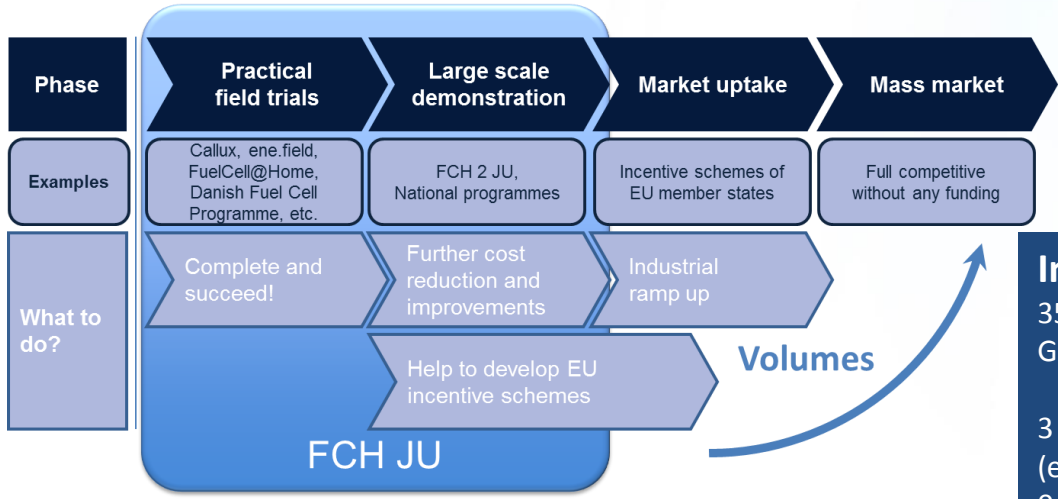 Phase
Practical
field trials
Large scale
demonstration
Market uptake
Mass market
Examples
Callux, ene.field,
FuelCell@Home,
Danish Fuel Cell
Programme, etc.
FCH 2 JU,
National programmes
Incentive schemes of
EU member states
Full competitive
without any funding
What to
do?
Complete and
succeed!
Further cost
reduction and
improvements
Industrial
ramp up
Help to develop EU
incentive schemes
Volumes
FCH JU
35
G
3
(e